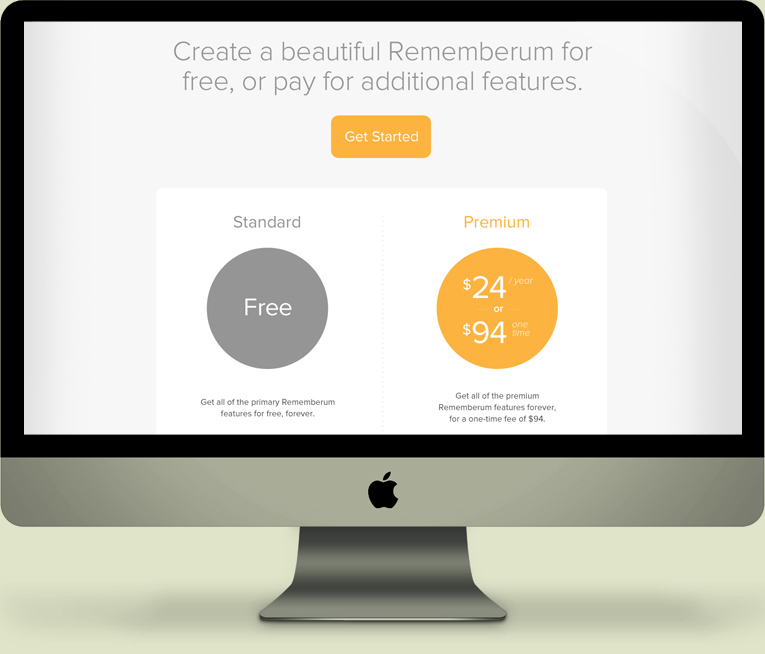 Create a beautiful Rememberum for
free, or pay for additional features.
Get Started
Standard
Free
Get all of the primary Rememberum
features for free, forever.
Premium
$24 / year
or
$94 one time
Get all of the premium
Rememberum features forever,
for a one-time fee of $94.